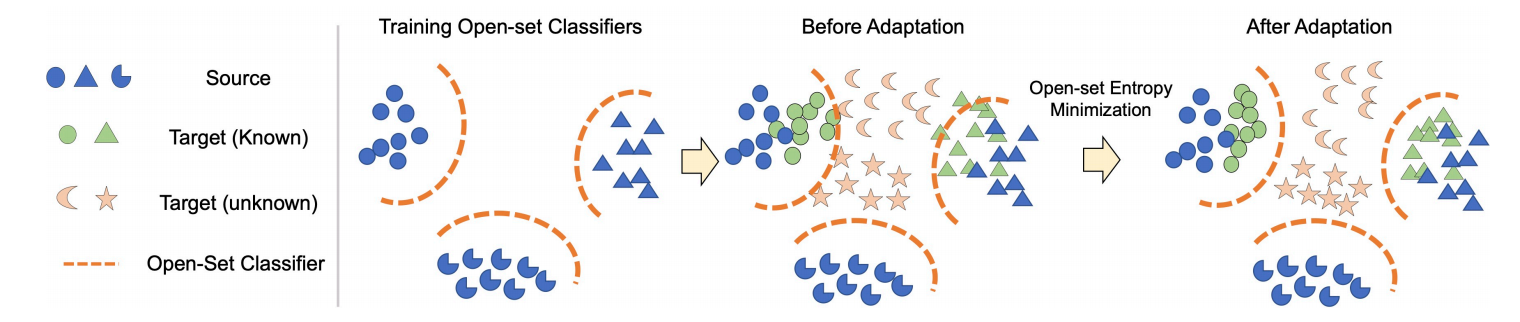 Source
Target (Known)
Target (unknown)
Open-Set Classifier
Training Open-set Classifiers
Before Adaptation
Open-set Entropy
Minimization
After Adaptation